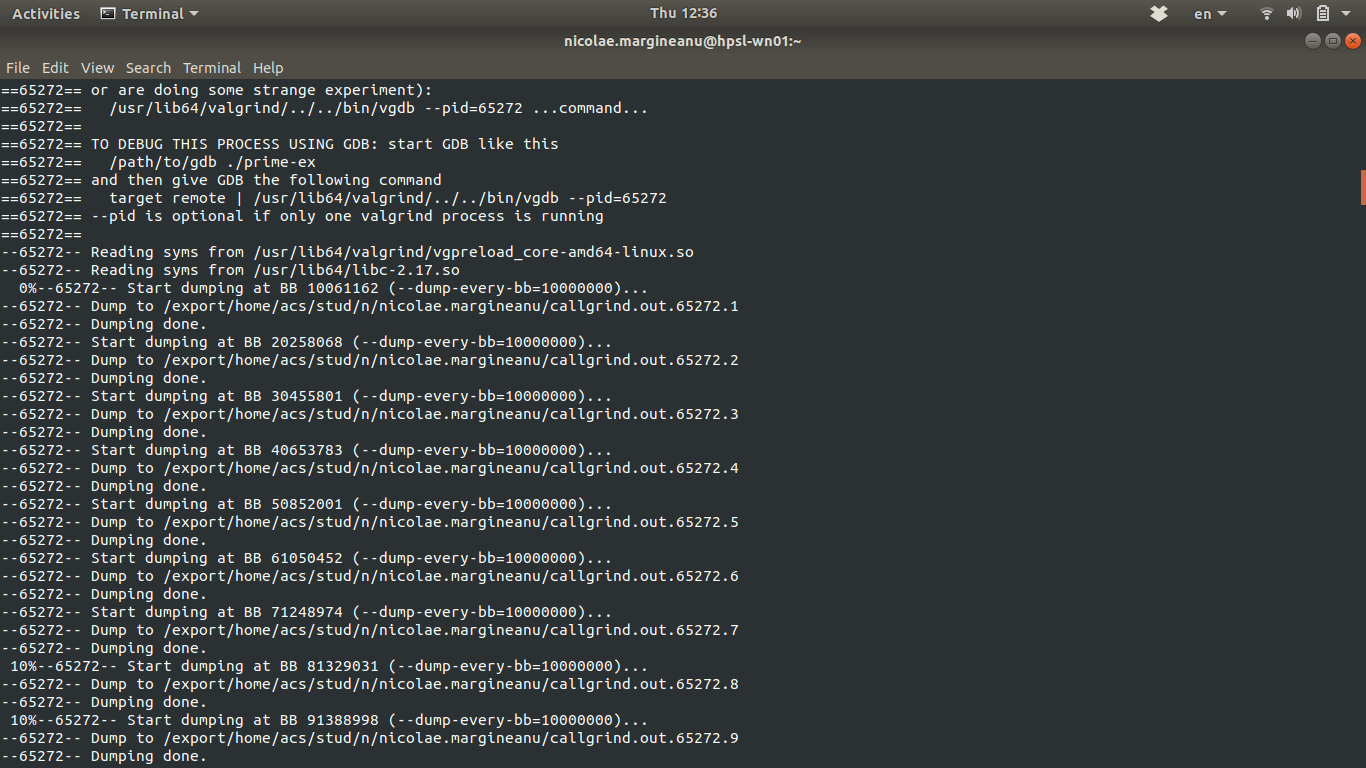 Activities Terminal Thu 12:36 en
nicolae.margineanu@hpsl-wn01:~
File Edit View Search Terminal Help
==65272== or are doing some strange experiment):
==65272==   /usr/lib64/valgrind/../../bin/vgdb --pid=65272 ...command...
==65272==
==65272== TO DEBUG THIS PROCESS USING GDB: start GDB like this
==65272==   /path/to/gdb ./prime-ex
==65272== and then give GDB the following command
==65272==   target remote | /usr/lib64/valgrind/../../bin/vgdb --pid=65272
==65272== --pid is optional if only one valgrind process is running
==65272==
--65272-- Reading syms from /usr/lib64/valgrind/vgpreload_core-amd64-linux.so
--65272-- Reading syms from /usr/lib64/libc-2.17.so
  0%--65272-- Start dumping at BB 10061162 (--dump-every-bb=10000000)...
--65272-- Dump to /export/home/acs/stud/n/nicolae.margineanu/callgrind.out.65272.1
--65272-- Dumping done.
--65272-- Start dumping at BB 20258068 (--dump-every-bb=10000000)...
--65272-- Dump to /export/home/acs/stud/n/nicolae.margineanu/callgrind.out.65272.2
--65272-- Dumping done.
--65272-- Start dumping at BB 30455801 (--dump-every-bb=10000000)...
--65272-- Dump to /export/home/acs/stud/n/nicolae.margineanu/callgrind.out.65272.3
--65272-- Dumping done.
--65272-- Start dumping at BB 40653783 (--dump-every-bb=10000000)...
--65272-- Dump to /export/home/acs/stud/n/nicolae.margineanu/callgrind.out.65272.4
--65272-- Dumping done.
--65272-- Start dumping at BB 50852001 (--dump-every-bb=10000000)...
--65272-- Dump to /export/home/acs/stud/n/nicolae.margineanu/callgrind.out.65272.5
--65272-- Dumping done.
--65272-- Start dumping at BB 61050452 (--dump-every-bb=10000000)...
--65272-- Dump to /export/home/acs/stud/n/nicolae.margineanu/callgrind.out.65272.6
--65272-- Dumping done.
--65272-- Start dumping at BB 71248974 (--dump-every-bb=10000000)...
--65272-- Dump to /export/home/acs/stud/n/nicolae.margineanu/callgrind.out.65272.7
--65272-- Dumping done.
 10%--65272-- Start dumping at BB 81329031 (--dump-every-bb=10000000)...
--65272-- Dump to /export/home/acs/stud/n/nicolae.margineanu/callgrind.out.65272.8
--65272-- Dumping done.
 10%--65272-- Start dumping at BB 91388998 (--dump-every-bb=10000000)...
--65272-- Dump to /export/home/acs/stud/n/nicolae.margineanu/callgrind.out.65272.9
--65272-- Dumping done.